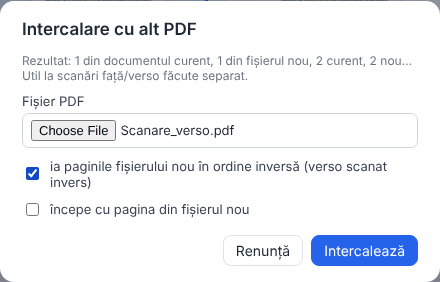 Intercalare cu alt PDF
Rezultat: 1 din documentul curent, 1 din fișierul nou, 2 curent, 2 nou...
Util la scanări față/verso făcute separat.
Fișier PDF
Choose File Scanare_verso.pdf
ia paginile fișierului nou în ordine inversă (verso scanat
invers)
începe cu pagina din fișierul nou
Renunță Intercalează